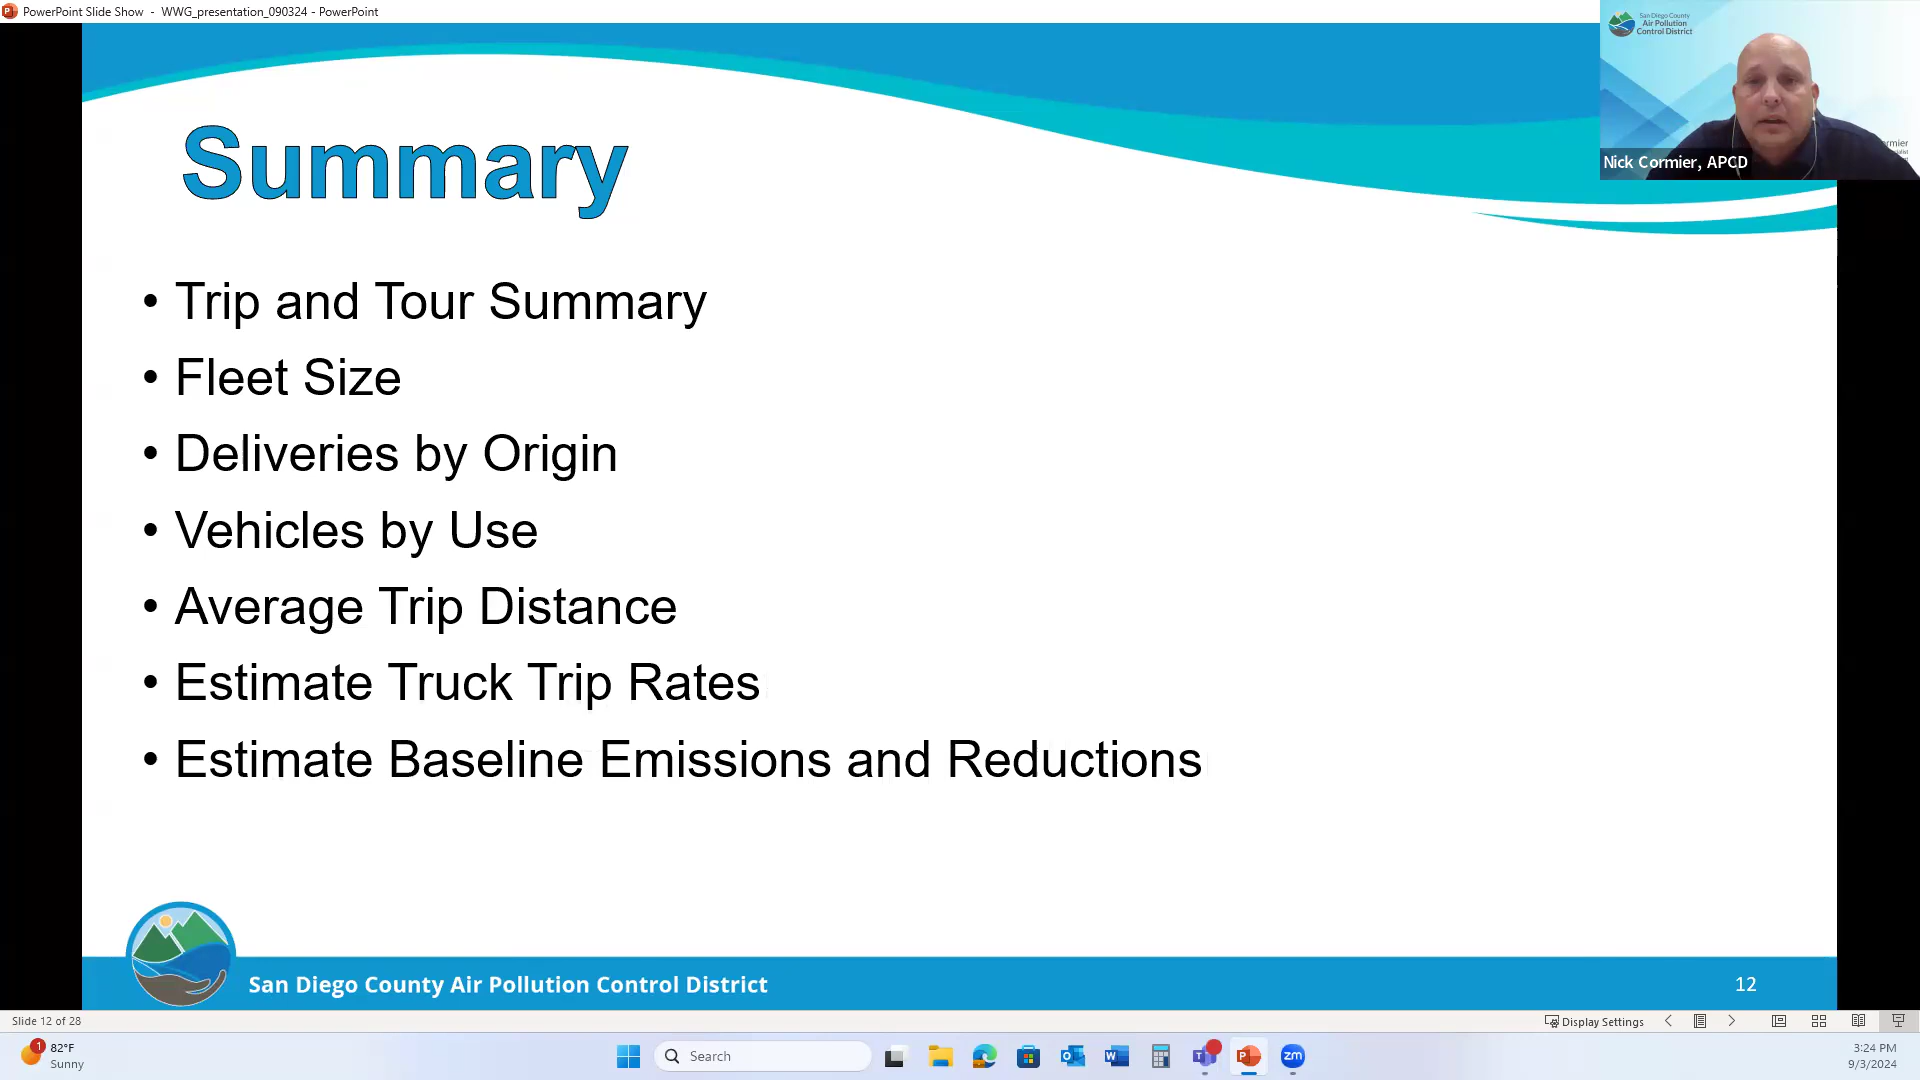 PowerPoint Slide Show - WWG_presentation_090324 - PowerPoint
San Diego County
Air Pollution
Control District
Nick Cormier, APCD
Summary
• Trip and Tour Summary
• Fleet Size
• Deliveries by Origin
• Vehicles by Use
• Average Trip Distance
• Estimate Truck Trip Rates
• Estimate Baseline Emissions and Reductions
San Diego County Air Pollution Control District
12
Slide 12 of 28
Display Settings
1
82°F
Sunny
Search
zm
3:24 PM
9/3/2024